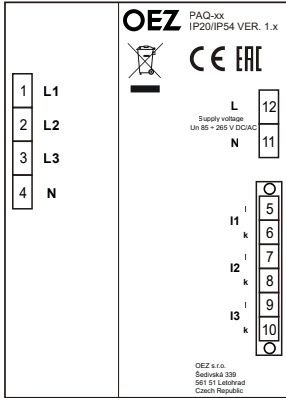 OEZ PAQ-xx
IP20/IP54 VER. 1.x
CE EAC
1 L1
2 L2
3 L3
4 N
L 12
Supply voltage
Un 85 ÷ 265 V DC/AC
N 11
l 5
I1
k 6
l 7
I2
k 8
l 9
I3
k 10
OEZ s.r.o.
Šedivská 339
561 51 Letohrad
Czech Republic